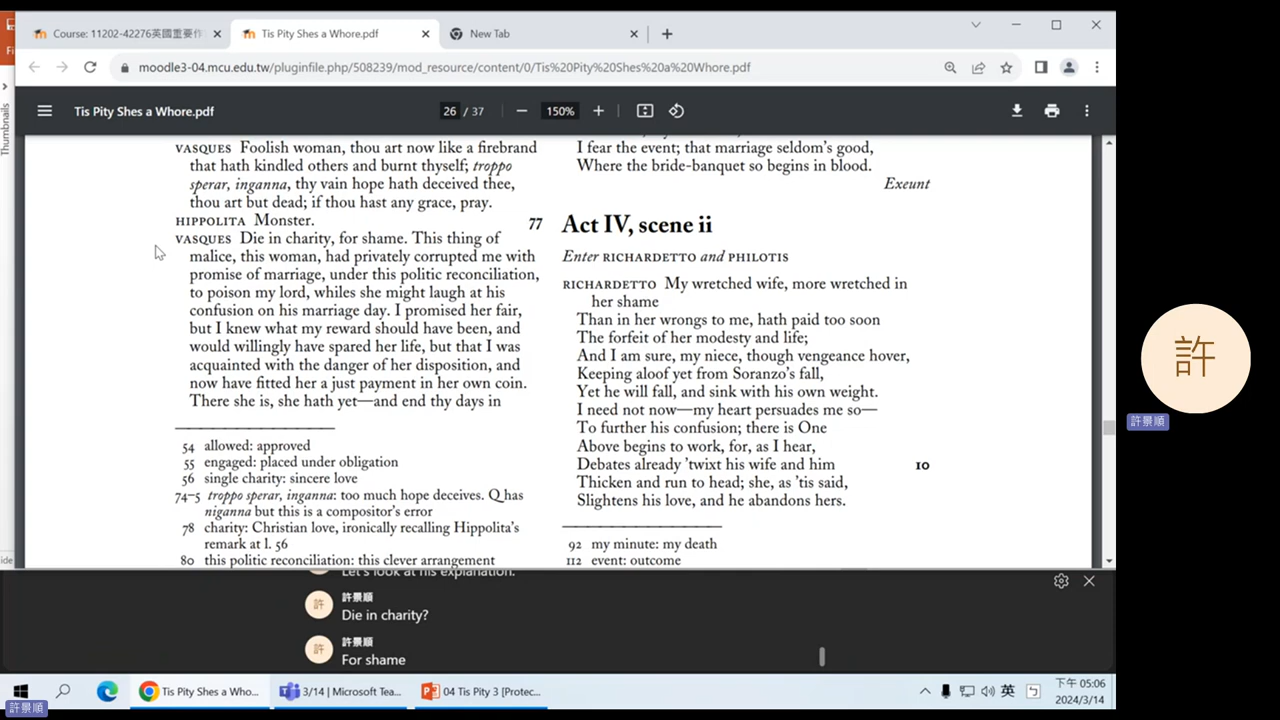 Course: 11202-42276英國重要作
Tis Pity Shes a Whore.pdf
New Tab
moodle3-04.mcu.edu.tw/pluginfile.php/508239/mod_resource/content/0/Tis%20Pity%20Shes%20a%20Whore.pdf
Thumbnails
Tis Pity Shes a Whore.pdf
26 / 37
150%
VASQUES Foolish woman, thou art now like a firebrand
that hath kindled others and burnt thyself; troppo
sperar, inganna, thy vain hope hath deceived thee,
thou art but dead; if thou hast any grace, pray.
HIPPOLITA Monster.
77
VASQUES Die in charity, for shame. This thing of
malice, this woman, had privately corrupted me with
promise of marriage, under this politic reconciliation,
to poison my lord, whiles she might laugh at his
confusion on his marriage day. I promised her fair,
but I knew what my reward should have been, and
would willingly have spared her life, but that I was
acquainted with the danger of her disposition, and
now have fitted her a just payment in her own coin.
There she is, she hath yet—and end thy days in
54 allowed: approved
55 engaged: placed under obligation
56 single charity: sincere love
74–5 troppo sperar, inganna: too much hope deceives. Q has
niganna but this is a compositor's error
78 charity: Christian love, ironically recalling Hippolita's
remark at l. 56
80 this politic reconciliation: this clever arrangement
I fear the event; that marriage seldom's good,
Where the bride-banquet so begins in blood.
Exeunt
Act IV, scene ii
Enter RICHARDETTO and PHILOTIS
RICHARDETTO My wretched wife, more wretched in
her shame
Than in her wrongs to me, hath paid too soon
The forfeit of her modesty and life;
And I am sure, my niece, though vengeance hover,
Keeping aloof yet from Soranzo's fall,
Yet he will fall, and sink with his own weight.
I need not now—my heart persuades me so—
To further his confusion; there is One
Above begins to work, for, as I hear,
Debates already 'twixt his wife and him 10
Thicken and run to head; she, as 'tis said,
Slightens his love, and he abandons hers.
92 my minute: my death
112 event: outcome
Let's look at his explanation.
許
許景順
Die in charity?
許
許景順
For shame
許
許景順
Tis Pity Shes a Who...
3/14 | Microsoft Tea...
04 Tis Pity 3 [Protec...
英
下午 05:06
2024/3/14
許景順